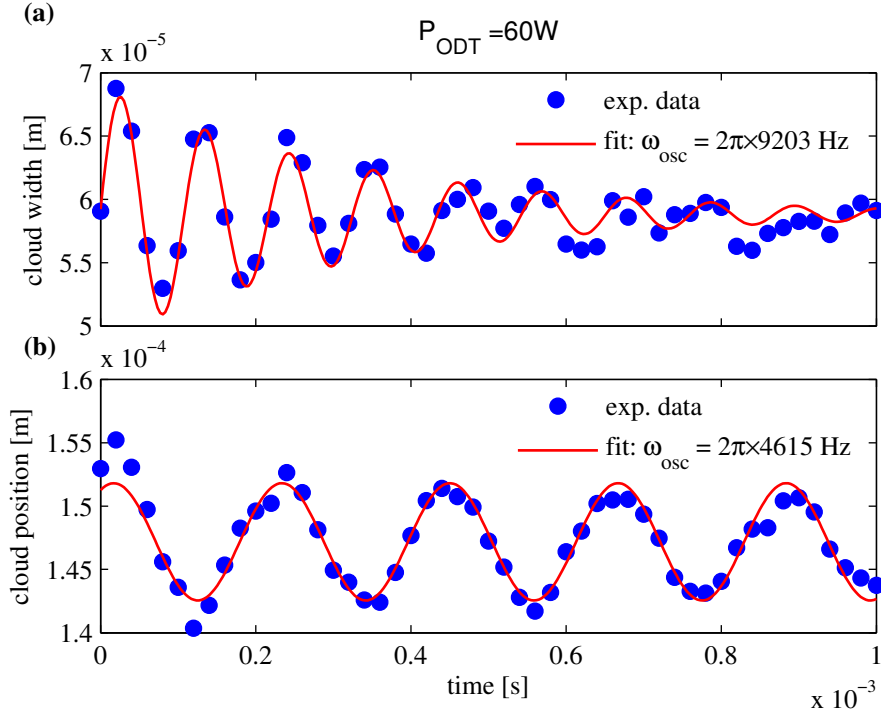 (a)
P_ODT =60W
x 10^-5
7
6.5
6
5.5
5
cloud width [m]
exp. data
fit: ω_osc = 2π×9203 Hz
(b)
x 10^-4
1.6
1.55
1.5
1.45
1.4
cloud position [m]
exp. data
fit: ω_osc = 2π×4615 Hz
0 0.2 0.4 0.6 0.8 1
time [s]
x 10^-3